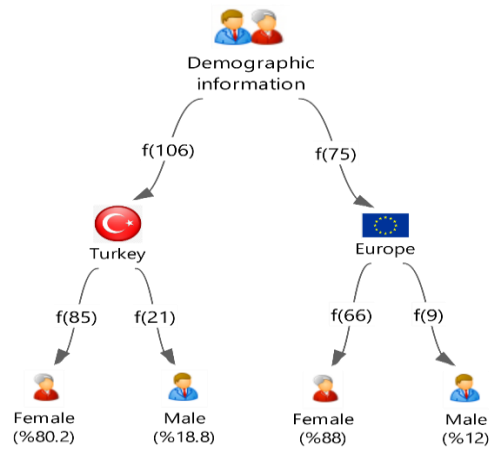 Demographic
information
f(106)
f(75)
Turkey
Europe
f(85)
f(21)
f(66)
f(9)
Female
(%80.2)
Male
(%18.8)
Female
(%88)
Male
(%12)